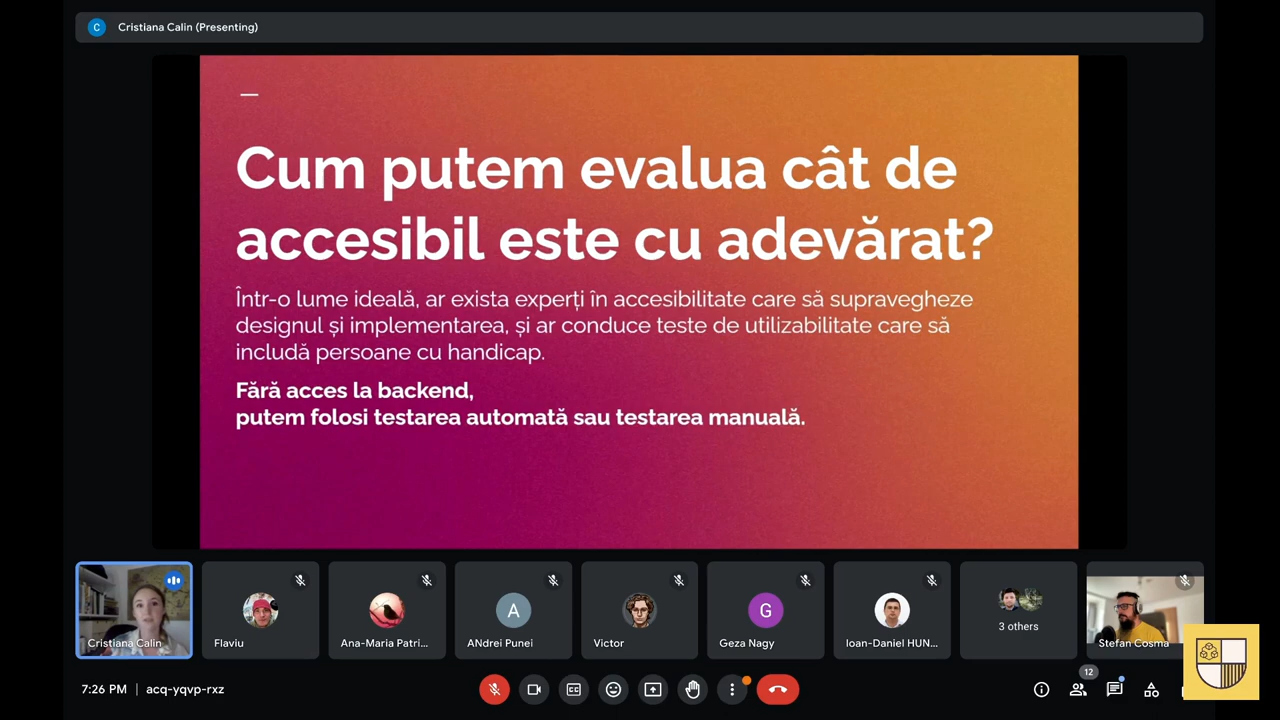 C Cristiana Calin (Presenting)
Cum putem evalua cât de
accesibil este cu adevărat?
Într-o lume ideală, ar exista experți în accesibilitate care să supravegheze
designul și implementarea, și ar conduce teste de utilizabilitate care să
includă persoane cu handicap.
Fără acces la backend,
putem folosi testarea automată sau testarea manuală.
A
G
3 others
Cristiana Calin
Flaviu
Ana-Maria Patri...
ANdrei Punei
Victor
Geza Nagy
Ioan-Daniel HUN...
Stefan Cosma
12
7:26 PM | acq-yqvp-rxz
CC